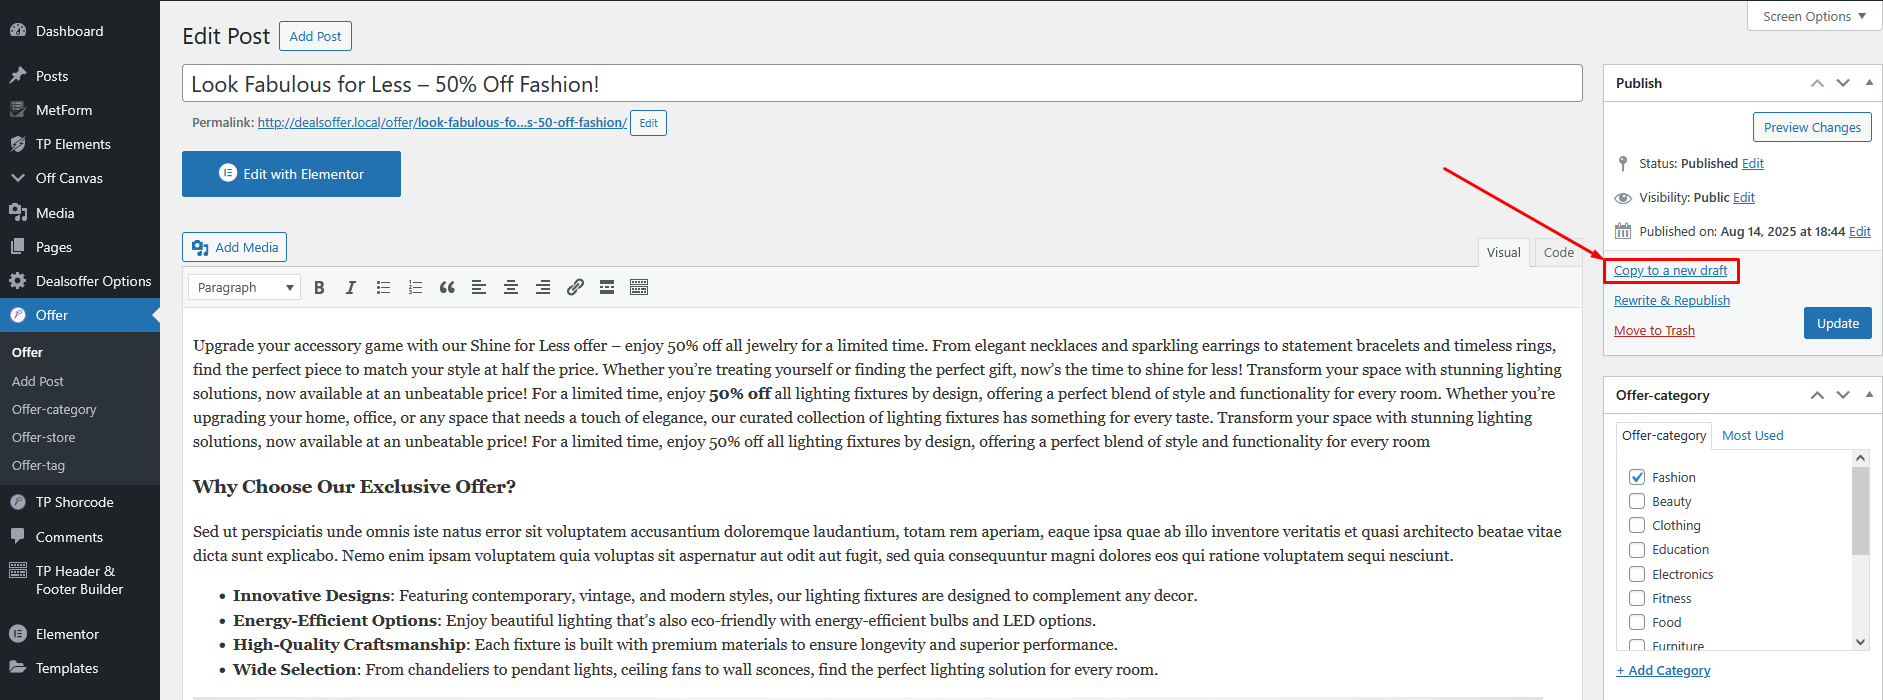 Screen Options
Dashboard
Posts
MetForm
TP Elements
Off Canvas
Media
Pages
Dealsoffer Options
Offer
Offer
Add Post
Offer-category
Offer-store
Offer-tag
TP Shorcode
Comments
TP Header &
Footer Builder
Elementor
Templates
Edit Post
Add Post
Look Fabulous for Less – 50% Off Fashion!
Permalink: http://dealsoffer.local/offer/look-fabulous-fo...s-50-off-fashion/ Edit
Edit with Elementor
Add Media
Visual
Code
Paragraph
Upgrade your accessory game with our Shine for Less offer – enjoy 50% off all jewelry for a limited time. From elegant necklaces and sparkling earrings to statement bracelets and timeless rings,
find the perfect piece to match your style at half the price. Whether you’re treating yourself or finding the perfect gift, now’s the time to shine for less! Transform your space with stunning lighting
solutions, now available at an unbeatable price! For a limited time, enjoy 50% off all lighting fixtures by design, offering a perfect blend of style and functionality for every room. Whether you’re
upgrading your home, office, or any space that needs a touch of elegance, our curated collection of lighting fixtures has something for every taste. Transform your space with stunning lighting
solutions, now available at an unbeatable price! For a limited time, enjoy 50% off all lighting fixtures by design, offering a perfect blend of style and functionality for every room
Why Choose Our Exclusive Offer?
Sed ut perspiciatis unde omnis iste natus error sit voluptatem accusantium doloremque laudantium, totam rem aperiam, eaque ipsa quae ab illo inventore veritatis et quasi architecto beatae vitae
dicta sunt explicabo. Nemo enim ipsam voluptatem quia voluptas sit aspernatur aut odit aut fugit, sed quia consequuntur magni dolores eos qui ratione voluptatem sequi nesciunt.
• Innovative Designs: Featuring contemporary, vintage, and modern styles, our lighting fixtures are designed to complement any decor.
• Energy-Efficient Options: Enjoy beautiful lighting that’s also eco-friendly with energy-efficient bulbs and LED options.
• High-Quality Craftsmanship: Each fixture is built with premium materials to ensure longevity and superior performance.
• Wide Selection: From chandeliers to pendant lights, ceiling fans to wall sconces, find the perfect lighting solution for every room.
Publish
Preview Changes
Status: Published Edit
Visibility: Public Edit
Published on: Aug 14, 2025 at 18:44 Edit
Copy to a new draft
Rewrite & Republish
Move to Trash
Update
Offer-category
Offer-category
Most Used
Fashion
Beauty
Clothing
Education
Electronics
Fitness
Food
Furniture
+ Add Category